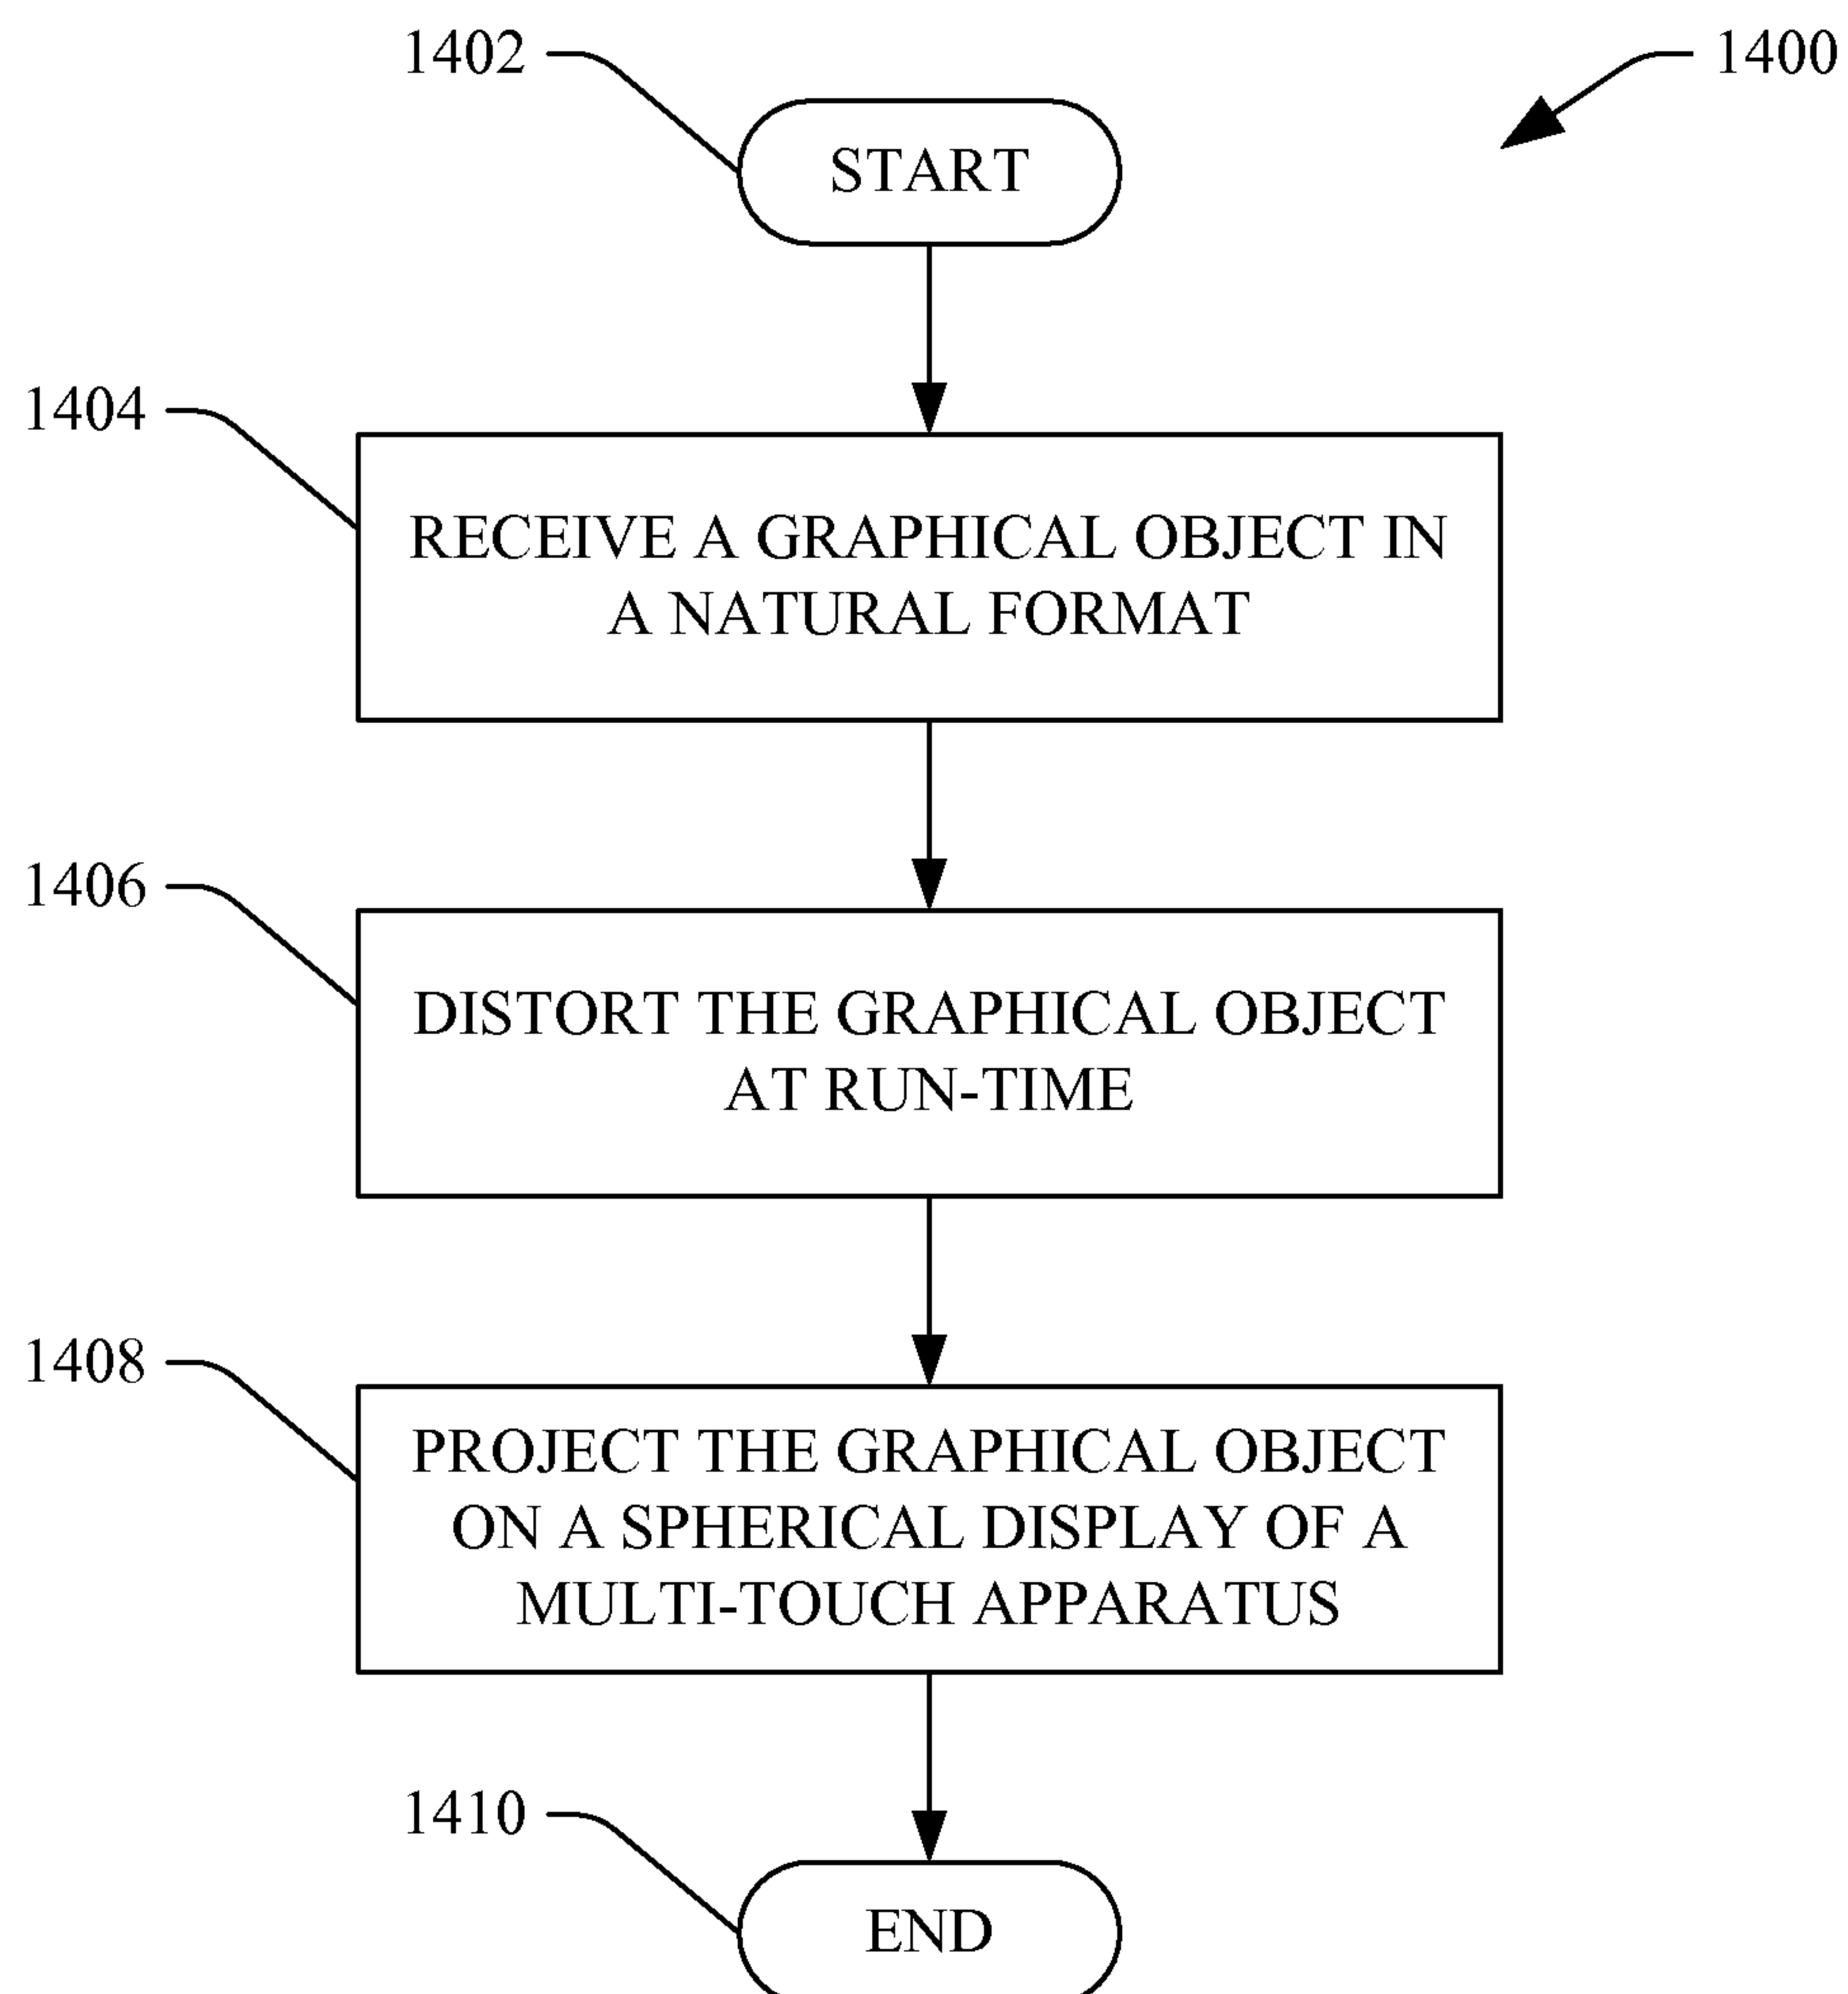 1402
1400
START
1404
RECEIVE A GRAPHICAL OBJECT IN
A NATURAL FORMAT
1406
DISTORT THE GRAPHICAL OBJECT
AT RUN-TIME
1408
PROJECT THE GRAPHICAL OBJECT
ON A SPHERICAL DISPLAY OF A
MULTI-TOUCH APPARATUS
1410
END